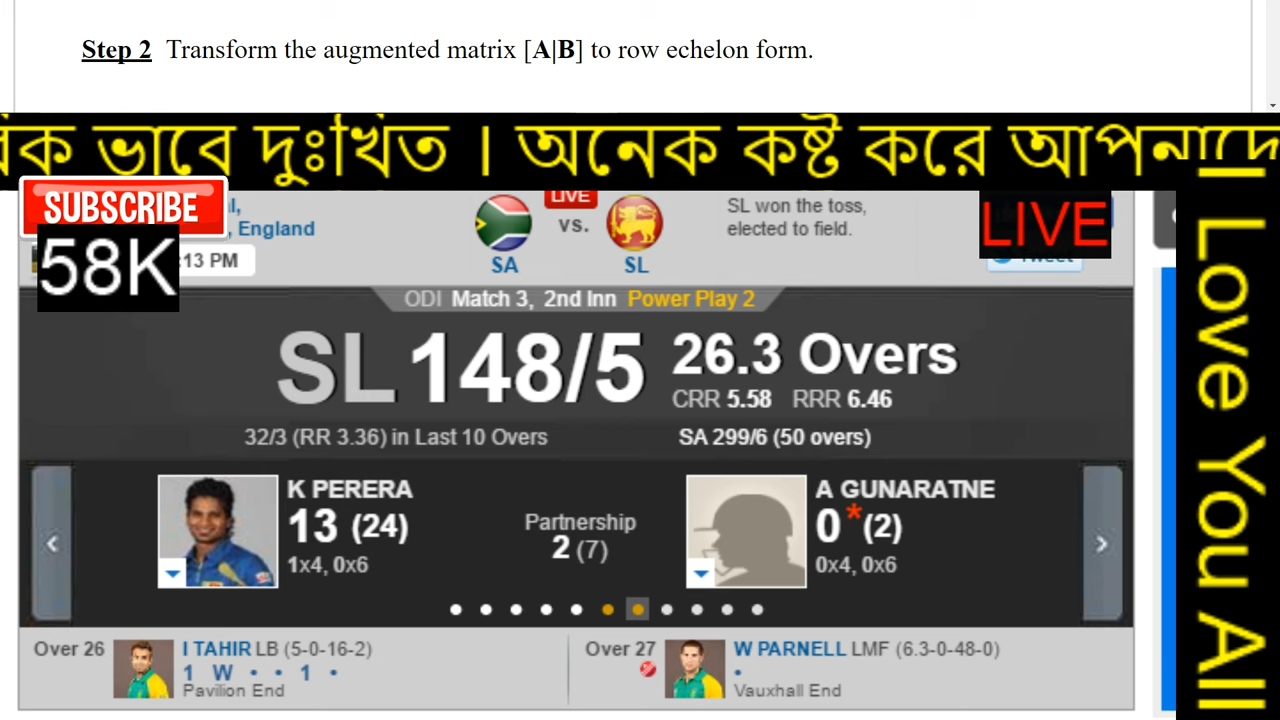 Step 2 Transform the augmented matrix [A|B] to row echelon form.
ভাবে দুঃখিত । অনেক কষ্ট করে
SUBSCRIBE
58K
, England
:13 PM
LIVE
vs.
SA
SL
SL won the toss,
elected to field.
LIVE
Tweet
I Love You All
ODI Match 3, 2nd Inn Power Play 2
SL 148/5
26.3 Overs
CRR 5.58 RRR 6.46
32/3 (RR 3.36) in Last 10 Overs
SA 299/6 (50 overs)
K PERERA
13 (24)
1x4, 0x6
Partnership
2 (7)
A GUNARATNE
0* (2)
0x4, 0x6
Over 26
I TAHIR LB (5-0-16-2)
1 W • • 1 •
Pavilion End
Over 27
W PARNELL LMF (6.3-0-48-0)
•
Vauxhall End